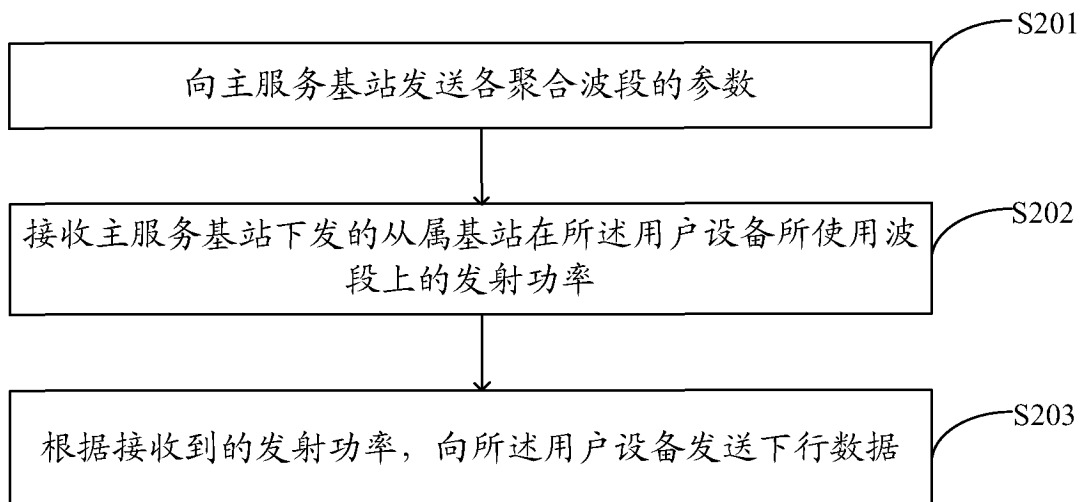 S201
向主服务基站发送各聚合波段的参数
S202
接收主服务基站下发的从属基站在所述用户设备所使用波
段上的发射功率
S203
根据接收到的发射功率，向所述用户设备发送下行数据